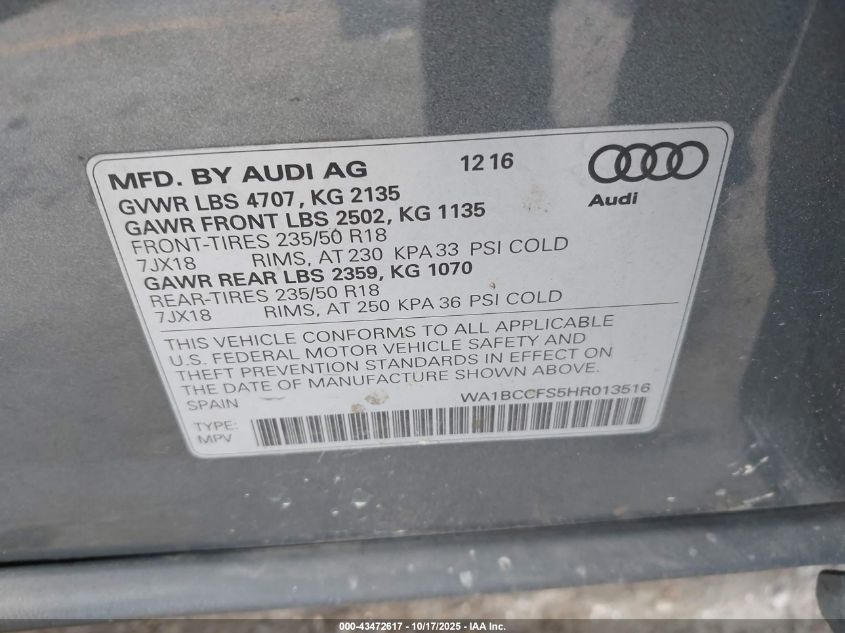 MFD. BY AUDI AG 12 16
GVWR LBS 4707, KG 2135
GAWR FRONT LBS 2502, KG 1135
Audi
FRONT-TIRES 235/50 R18
7JX18 RIMS, AT 230 KPA 33 PSI COLD
GAWR REAR LBS 2359, KG 1070
REAR-TIRES 235/50 R18
7JX18 RIMS, AT 250 KPA 36 PSI COLD
THIS VEHICLE CONFORMS TO ALL APPLICABLE
U.S. FEDERAL MOTOR VEHICLE SAFETY AND
THEFT PREVENTION STANDARDS IN EFFECT ON
THE DATE OF MANUFACTURE SHOWN ABOVE.
SPAIN WA1BCCFS5HR013516
TYPE:
MPV
000-43472617 - 10/17/2025 - IAA Inc.